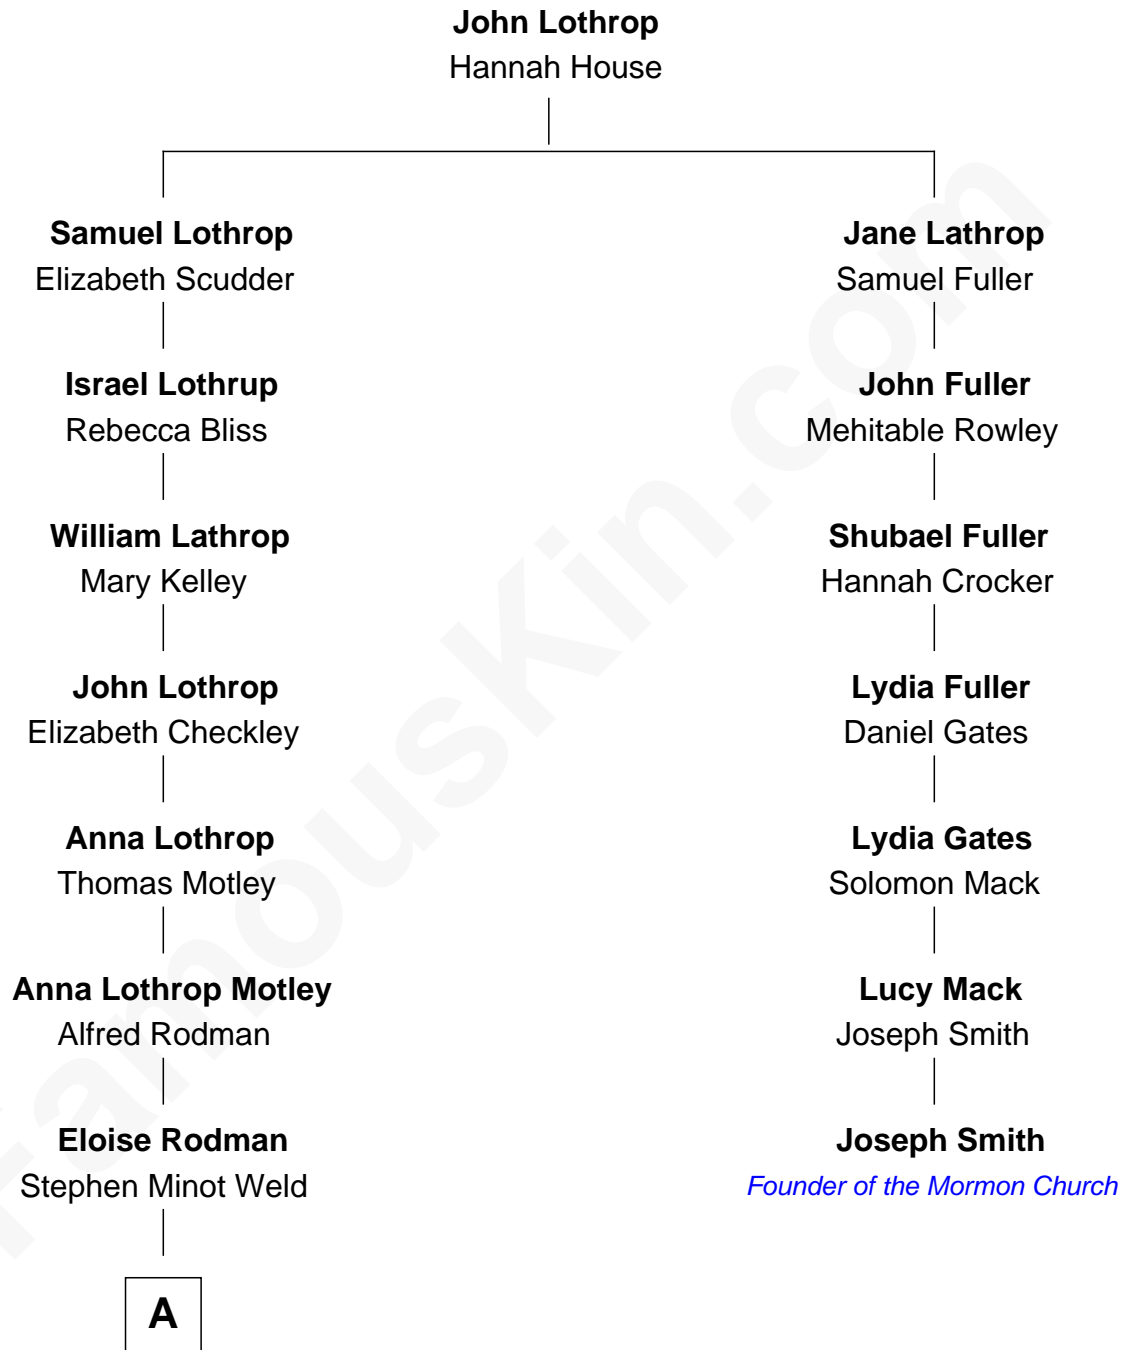 John Lothrop
Hannah House
Samuel Lothrop
Elizabeth Scudder
Jane Lathrop
Samuel Fuller
Israel Lothrup
Rebecca Bliss
John Fuller
Mehitable Rowley
William Lathrop
Mary Kelley
Shubael Fuller
Hannah Crocker
John Lothrop
Elizabeth Checkley
Lydia Fuller
Daniel Gates
Anna Lothrop
Thomas Motley
Lydia Gates
Solomon Mack
Anna Lothrop Motley
Alfred Rodman
Lucy Mack
Joseph Smith
Eloise Rodman
Stephen Minot Weld
Joseph Smith
Founder of the Mormon Church
A
FamousKin.com